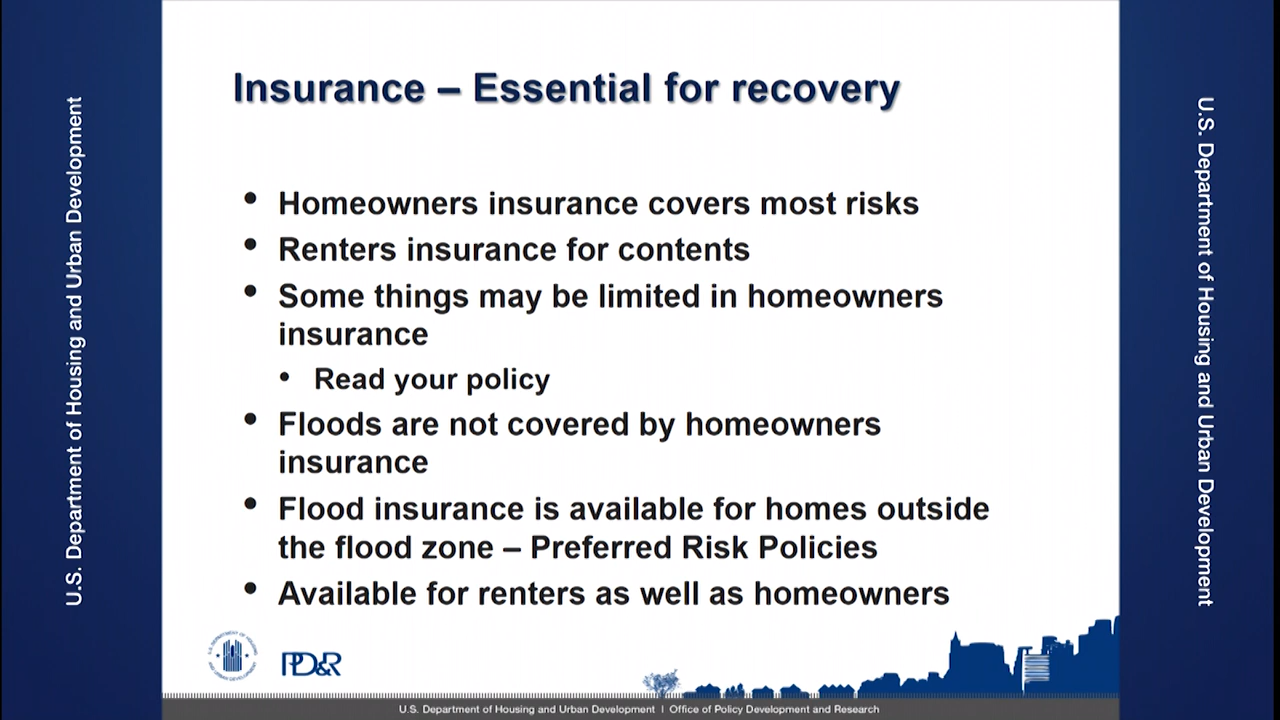 Insurance – Essential for recovery
• Homeowners insurance covers most risks
• Renters insurance for contents
• Some things may be limited in homeowners
insurance
• Read your policy
• Floods are not covered by homeowners
insurance
• Flood insurance is available for homes outside
the flood zone – Preferred Risk Policies
• Available for renters as well as homeowners
PD&R
U.S. Department of Housing and Urban Development | Office of Policy Development and Research
U.S. Department of Housing and Urban Development
U.S. Department of Housing and Urban Development